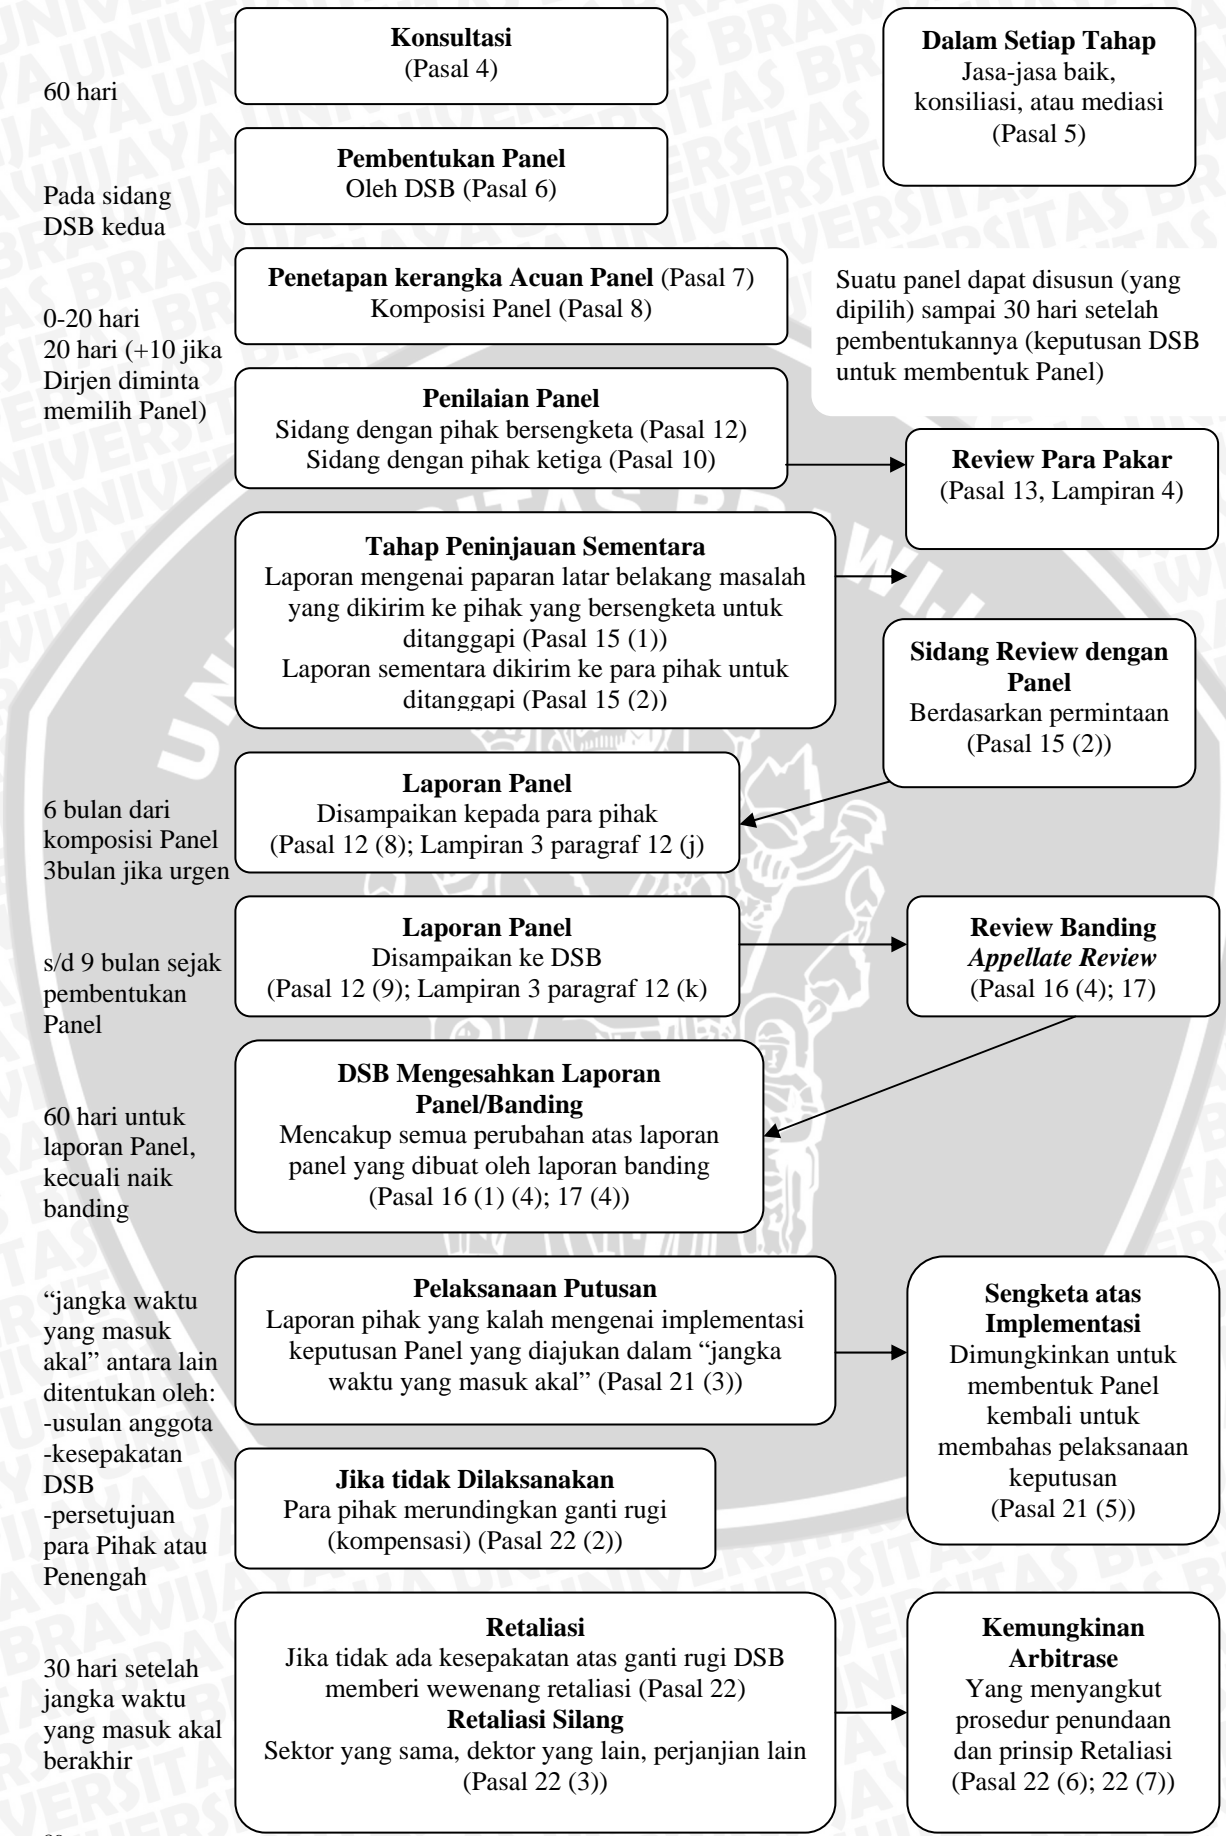 Konsultasi
(Pasal 4)
Dalam Setiap Tahap
Jasa-jasa baik,
konsiliasi, atau mediasi
(Pasal 5)
60 hari
Pembentukan Panel
Oleh DSB (Pasal 6)
Pada sidang
DSB kedua
Penetapan kerangka Acuan Panel (Pasal 7)
Komposisi Panel (Pasal 8)
Suatu panel dapat disusun (yang
dipilih) sampai 30 hari setelah
pembentukannya (keputusan DSB
untuk membentuk Panel)
0-20 hari
20 hari (+10 jika
Dirjen diminta
memilih Panel)
Penilaian Panel
Sidang dengan pihak bersengketa (Pasal 12)
Sidang dengan pihak ketiga (Pasal 10)
Review Para Pakar
(Pasal 13, Lampiran 4)
Tahap Peninjauan Sementara
Laporan mengenai paparan latar belakang masalah
yang dikirim ke pihak yang bersengketa untuk
ditanggapi (Pasal 15 (1))
Laporan sementara dikirim ke para pihak untuk
ditanggapi (Pasal 15 (2))
Sidang Review dengan
Panel
Berdasarkan permintaan
(Pasal 15 (2))
Laporan Panel
Disampaikan kepada para pihak
(Pasal 12 (8); Lampiran 3 paragraf 12 (j)
6 bulan dari
komposisi Panel
3bulan jika urgen
Laporan Panel
Disampaikan ke DSB
(Pasal 12 (9); Lampiran 3 paragraf 12 (k)
Review Banding
Appellate Review
(Pasal 16 (4); 17)
s/d 9 bulan sejak
pembentukan
Panel
DSB Mengesahkan Laporan
Panel/Banding
Mencakup semua perubahan atas laporan
panel yang dibuat oleh laporan banding
(Pasal 16 (1) (4); 17 (4))
60 hari untuk
laporan Panel,
kecuali naik
banding
Pelaksanaan Putusan
Laporan pihak yang kalah mengenai implementasi
keputusan Panel yang diajukan dalam “jangka
waktu yang masuk akal” (Pasal 21 (3))
Sengketa atas
Implementasi
Dimungkinkan untuk
membentuk Panel
kembali untuk
membahas pelaksanaan
keputusan
(Pasal 21 (5))
“jangka waktu
yang masuk
akal” antara lain
ditentukan oleh:
-usulan anggota
-kesepakatan
DSB
-persetujuan
para Pihak atau
Penengah
Jika tidak Dilaksanakan
Para pihak merundingkan ganti rugi
(kompensasi) (Pasal 22 (2))
Retaliasi
Jika tidak ada kesepakatan atas ganti rugi DSB
memberi wewenang retaliasi (Pasal 22)
Retaliasi Silang
Sektor yang sama, dektor yang lain, perjanjian lain
(Pasal 22 (3))
Kemungkinan
Arbitrase
Yang menyangkut
prosedur penundaan
dan prinsip Retaliasi
(Pasal 22 (6); 22 (7))
30 hari setelah
jangka waktu
yang masuk akal
berakhir